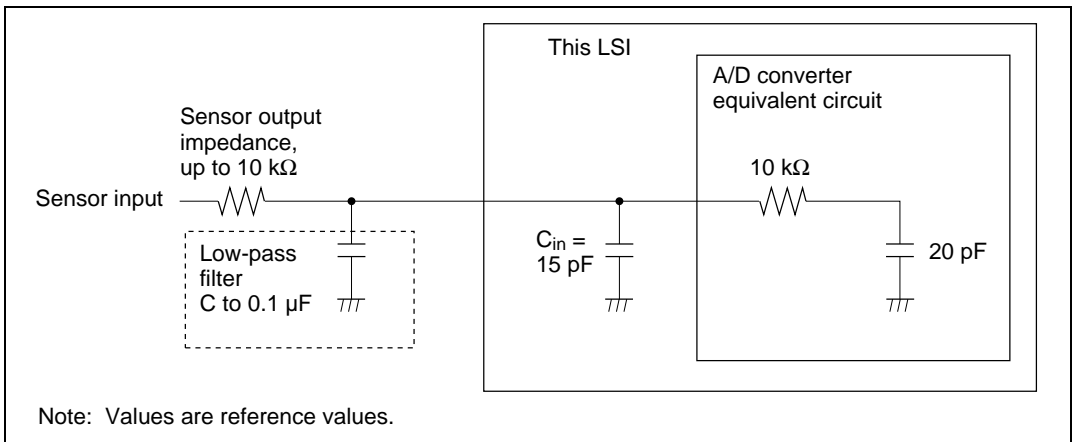 This LSI
A/D converter
equivalent circuit
Sensor output
impedance,
up to 10 kΩ
10 kΩ
Sensor input
Low-pass
filter
C to 0.1 µF
Cin =
15 pF
20 pF
Note: Values are reference values.